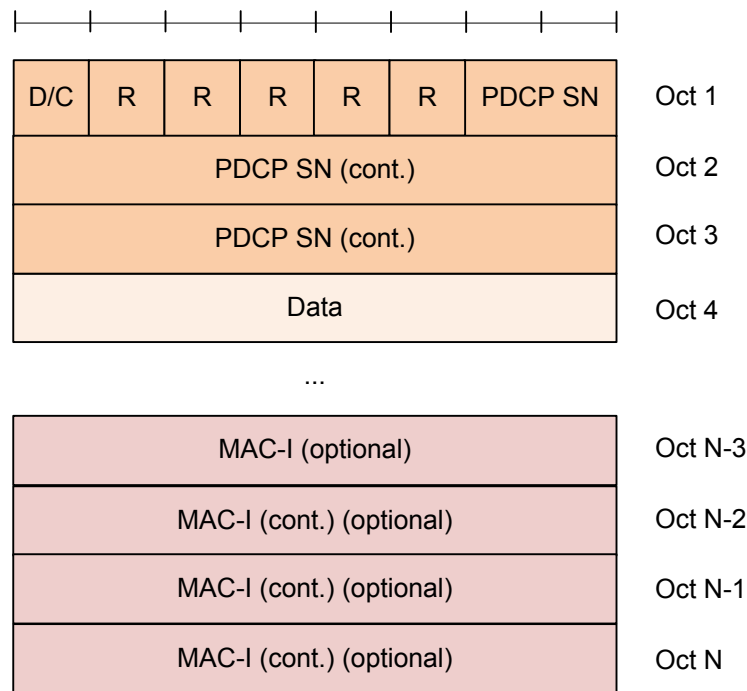 D/C R R R R R PDCP SN Oct 1
PDCP SN (cont.) Oct 2
PDCP SN (cont.) Oct 3
Data Oct 4
...
MAC-I (optional) Oct N-3
MAC-I (cont.) (optional) Oct N-2
MAC-I (cont.) (optional) Oct N-1
MAC-I (cont.) (optional) Oct N